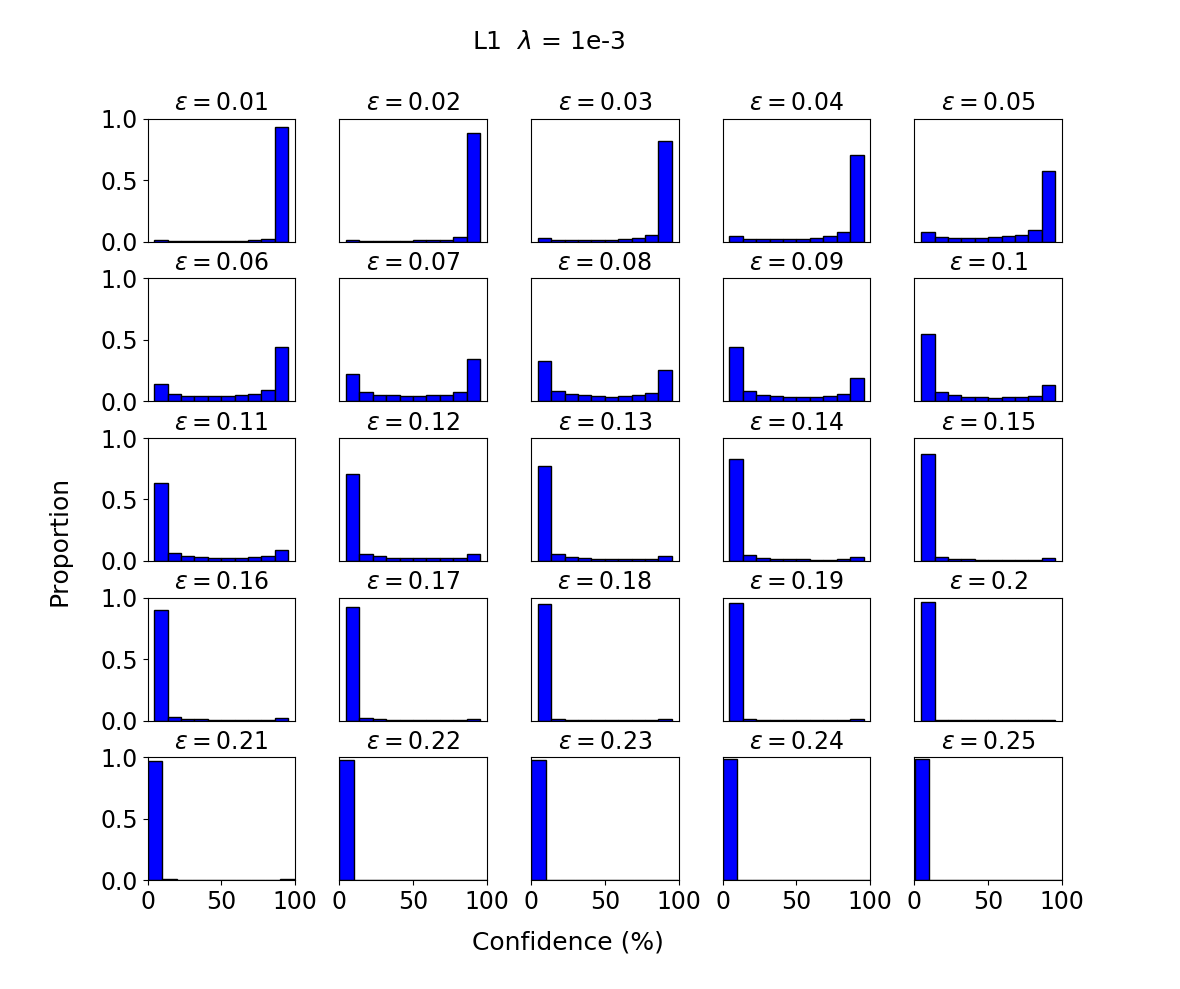 L1 λ = 1e-3
ε = 0.01 ε = 0.02 ε = 0.03 ε = 0.04 ε = 0.05
1.0
0.5
0.0
ε = 0.06 ε = 0.07 ε = 0.08 ε = 0.09 ε = 0.1
1.0
0.5
0.0
ε = 0.11 ε = 0.12 ε = 0.13 ε = 0.14 ε = 0.15
1.0
0.5
0.0
Proportion
ε = 0.16 ε = 0.17 ε = 0.18 ε = 0.19 ε = 0.2
1.0
0.5
0.0
ε = 0.21 ε = 0.22 ε = 0.23 ε = 0.24 ε = 0.25
1.0
0.5
0.0
0 50 100 0 50 100 0 50 100 0 50 100 0 50 100
Confidence (%)